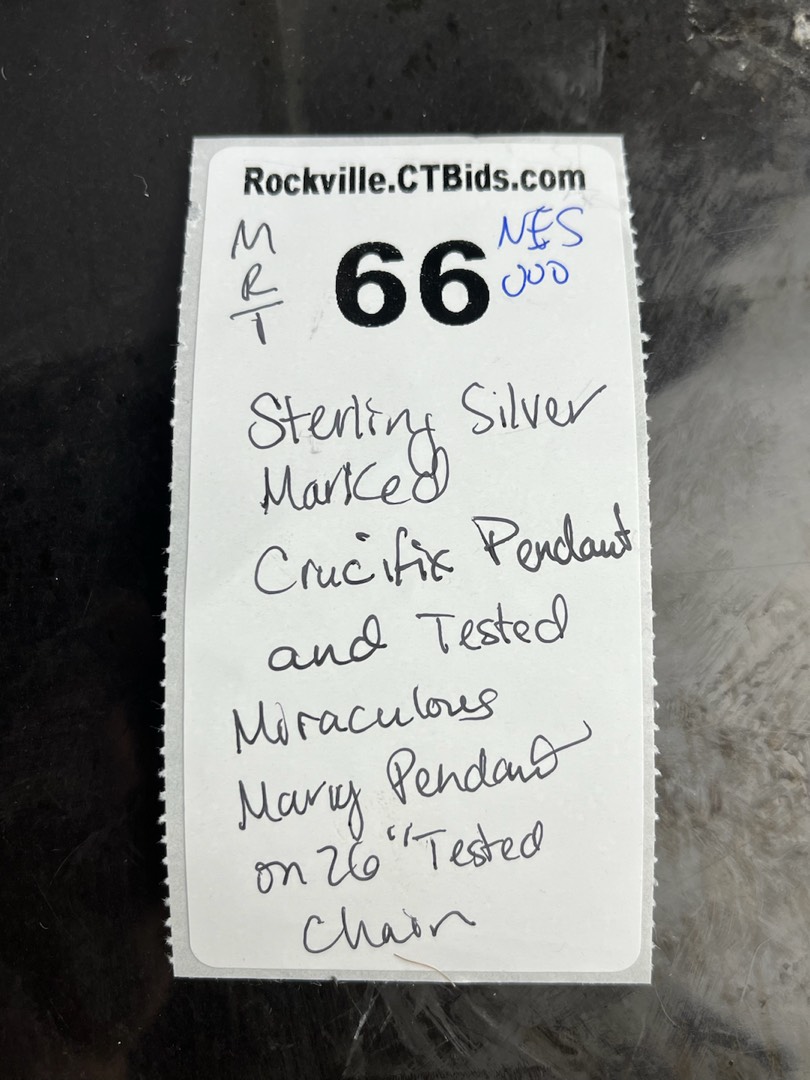 Rockville.CTBids.com
M
R
T
66
NES
000
Sterling Silver
Marked
Crucifix Pendant
and Tested
Miraculous
Mary Pendant
on 26" Tested
Chain